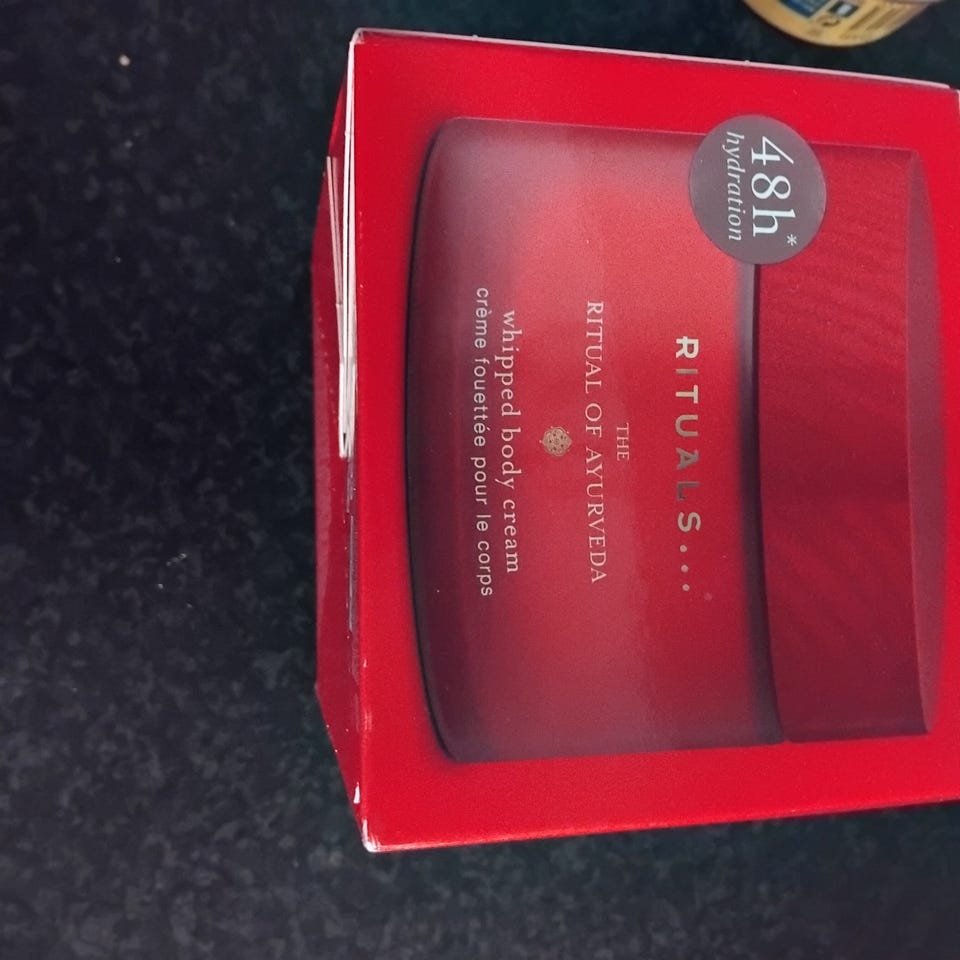 48h*
hydration
RITUALS...
THE
RITUAL OF AYURVEDA
whipped body cream
crème fouettée pour le corps